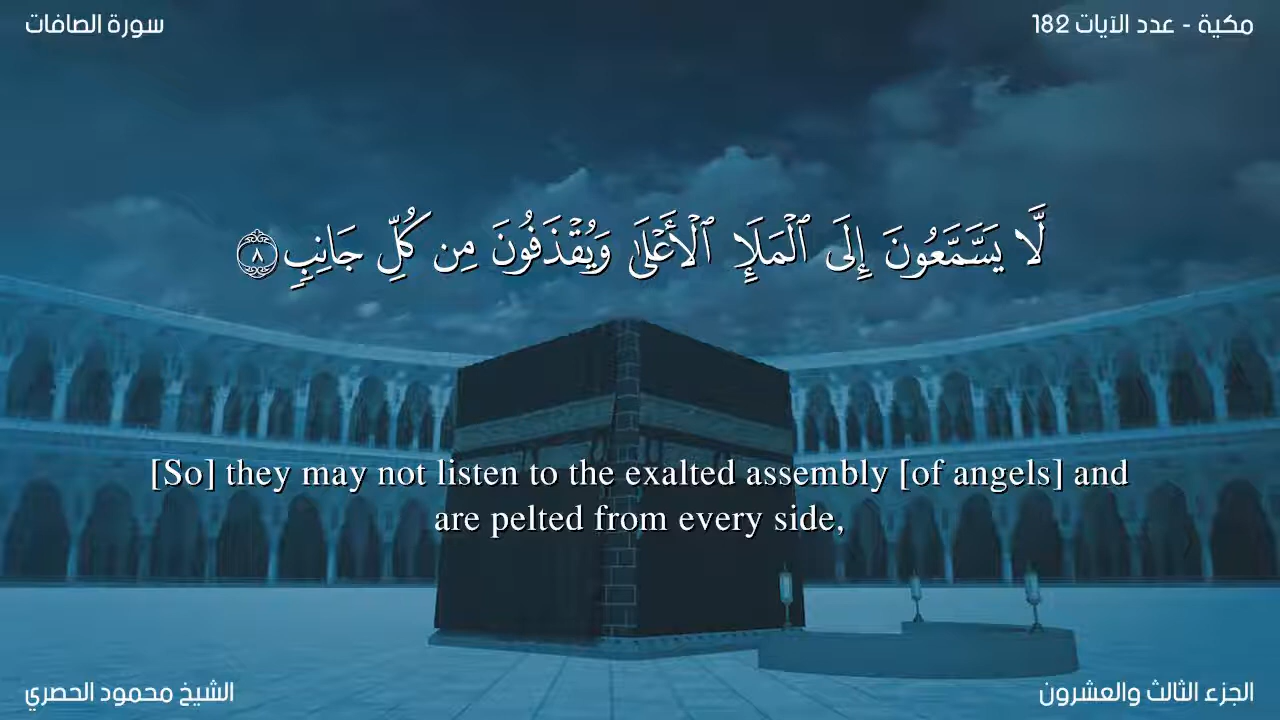 سورة الصافات
مكية - عدد الآيات 182
لَّا يَسَّمَّعُونَ إِلَى ٱلْمَلَإِ ٱلْأَعْلَىٰ وَيُقْذَفُونَ مِن كُلِّ جَانِبٍ ٨
[So] they may not listen to the exalted assembly [of angels] and
are pelted from every side,
الشيخ محمود الحصري
الجزء الثالث والعشرون